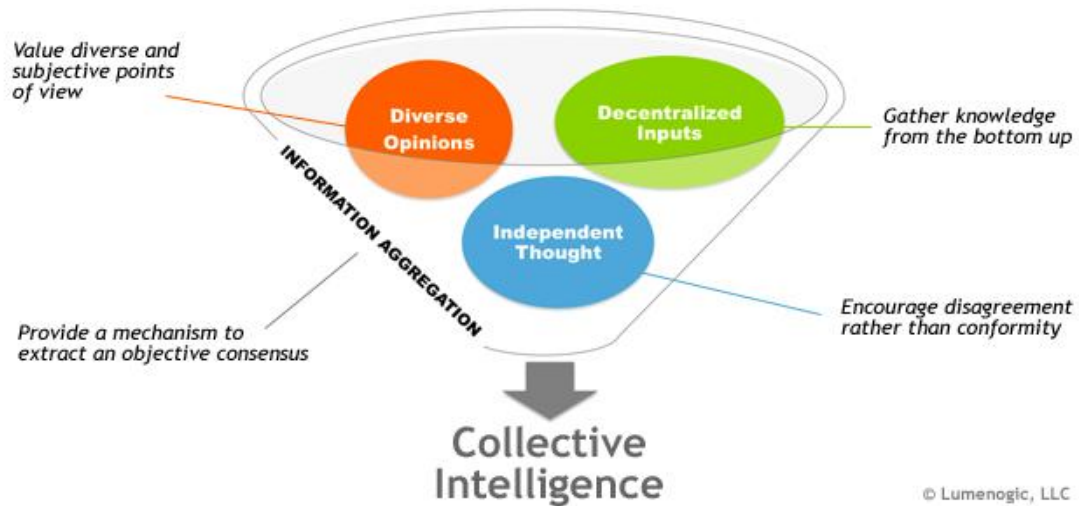 Value diverse and
subjective points
of view
Diverse
Opinions
Decentralized
Inputs
Gather knowledge
from the bottom up
INFORMATION AGGREGATION
Independent
Thought
Provide a mechanism to
extract an objective consensus
Encourage disagreement
rather than conformity
Collective
Intelligence
© Lumenogic, LLC